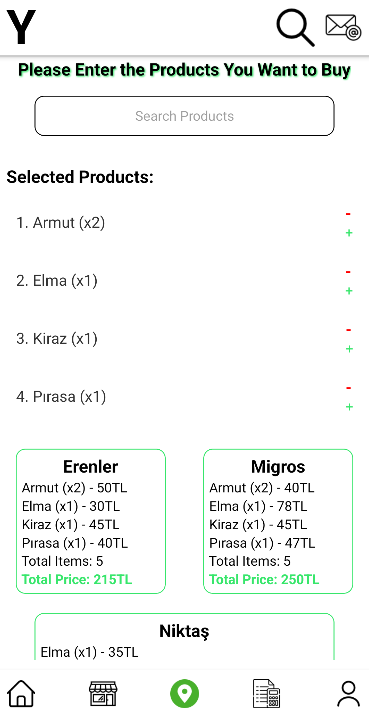 Y
Please Enter the Products You Want to Buy
Search Products
Selected Products:
1. Armut (x2)
-
+
2. Elma (x1)
-
+
3. Kiraz (x1)
-
+
4. Pırasa (x1)
-
+
Erenler
Armut (x2) - 50TL
Elma (x1) - 30TL
Kiraz (x1) - 45TL
Pırasa (x1) - 40TL
Total Items: 5
Total Price: 215TL
Migros
Armut (x2) - 40TL
Elma (x1) - 78TL
Kiraz (x1) - 45TL
Pırasa (x1) - 47TL
Total Items: 5
Total Price: 250TL
Niktaş
Elma (x1) - 35TL